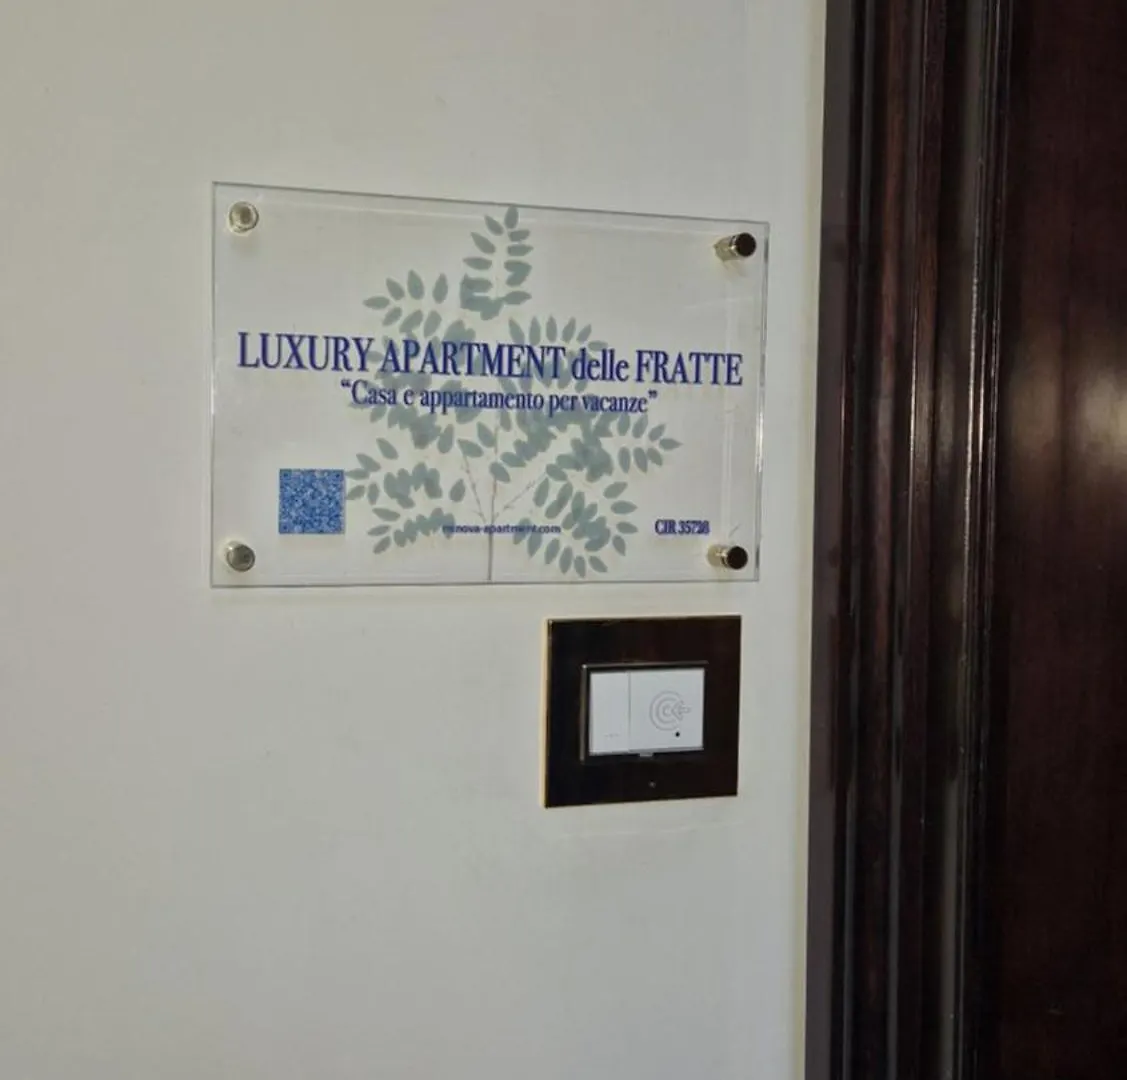 LUXURY APARTMENT delle FRATTE
“Casa e appartamento per vacanze”
CIR 35728